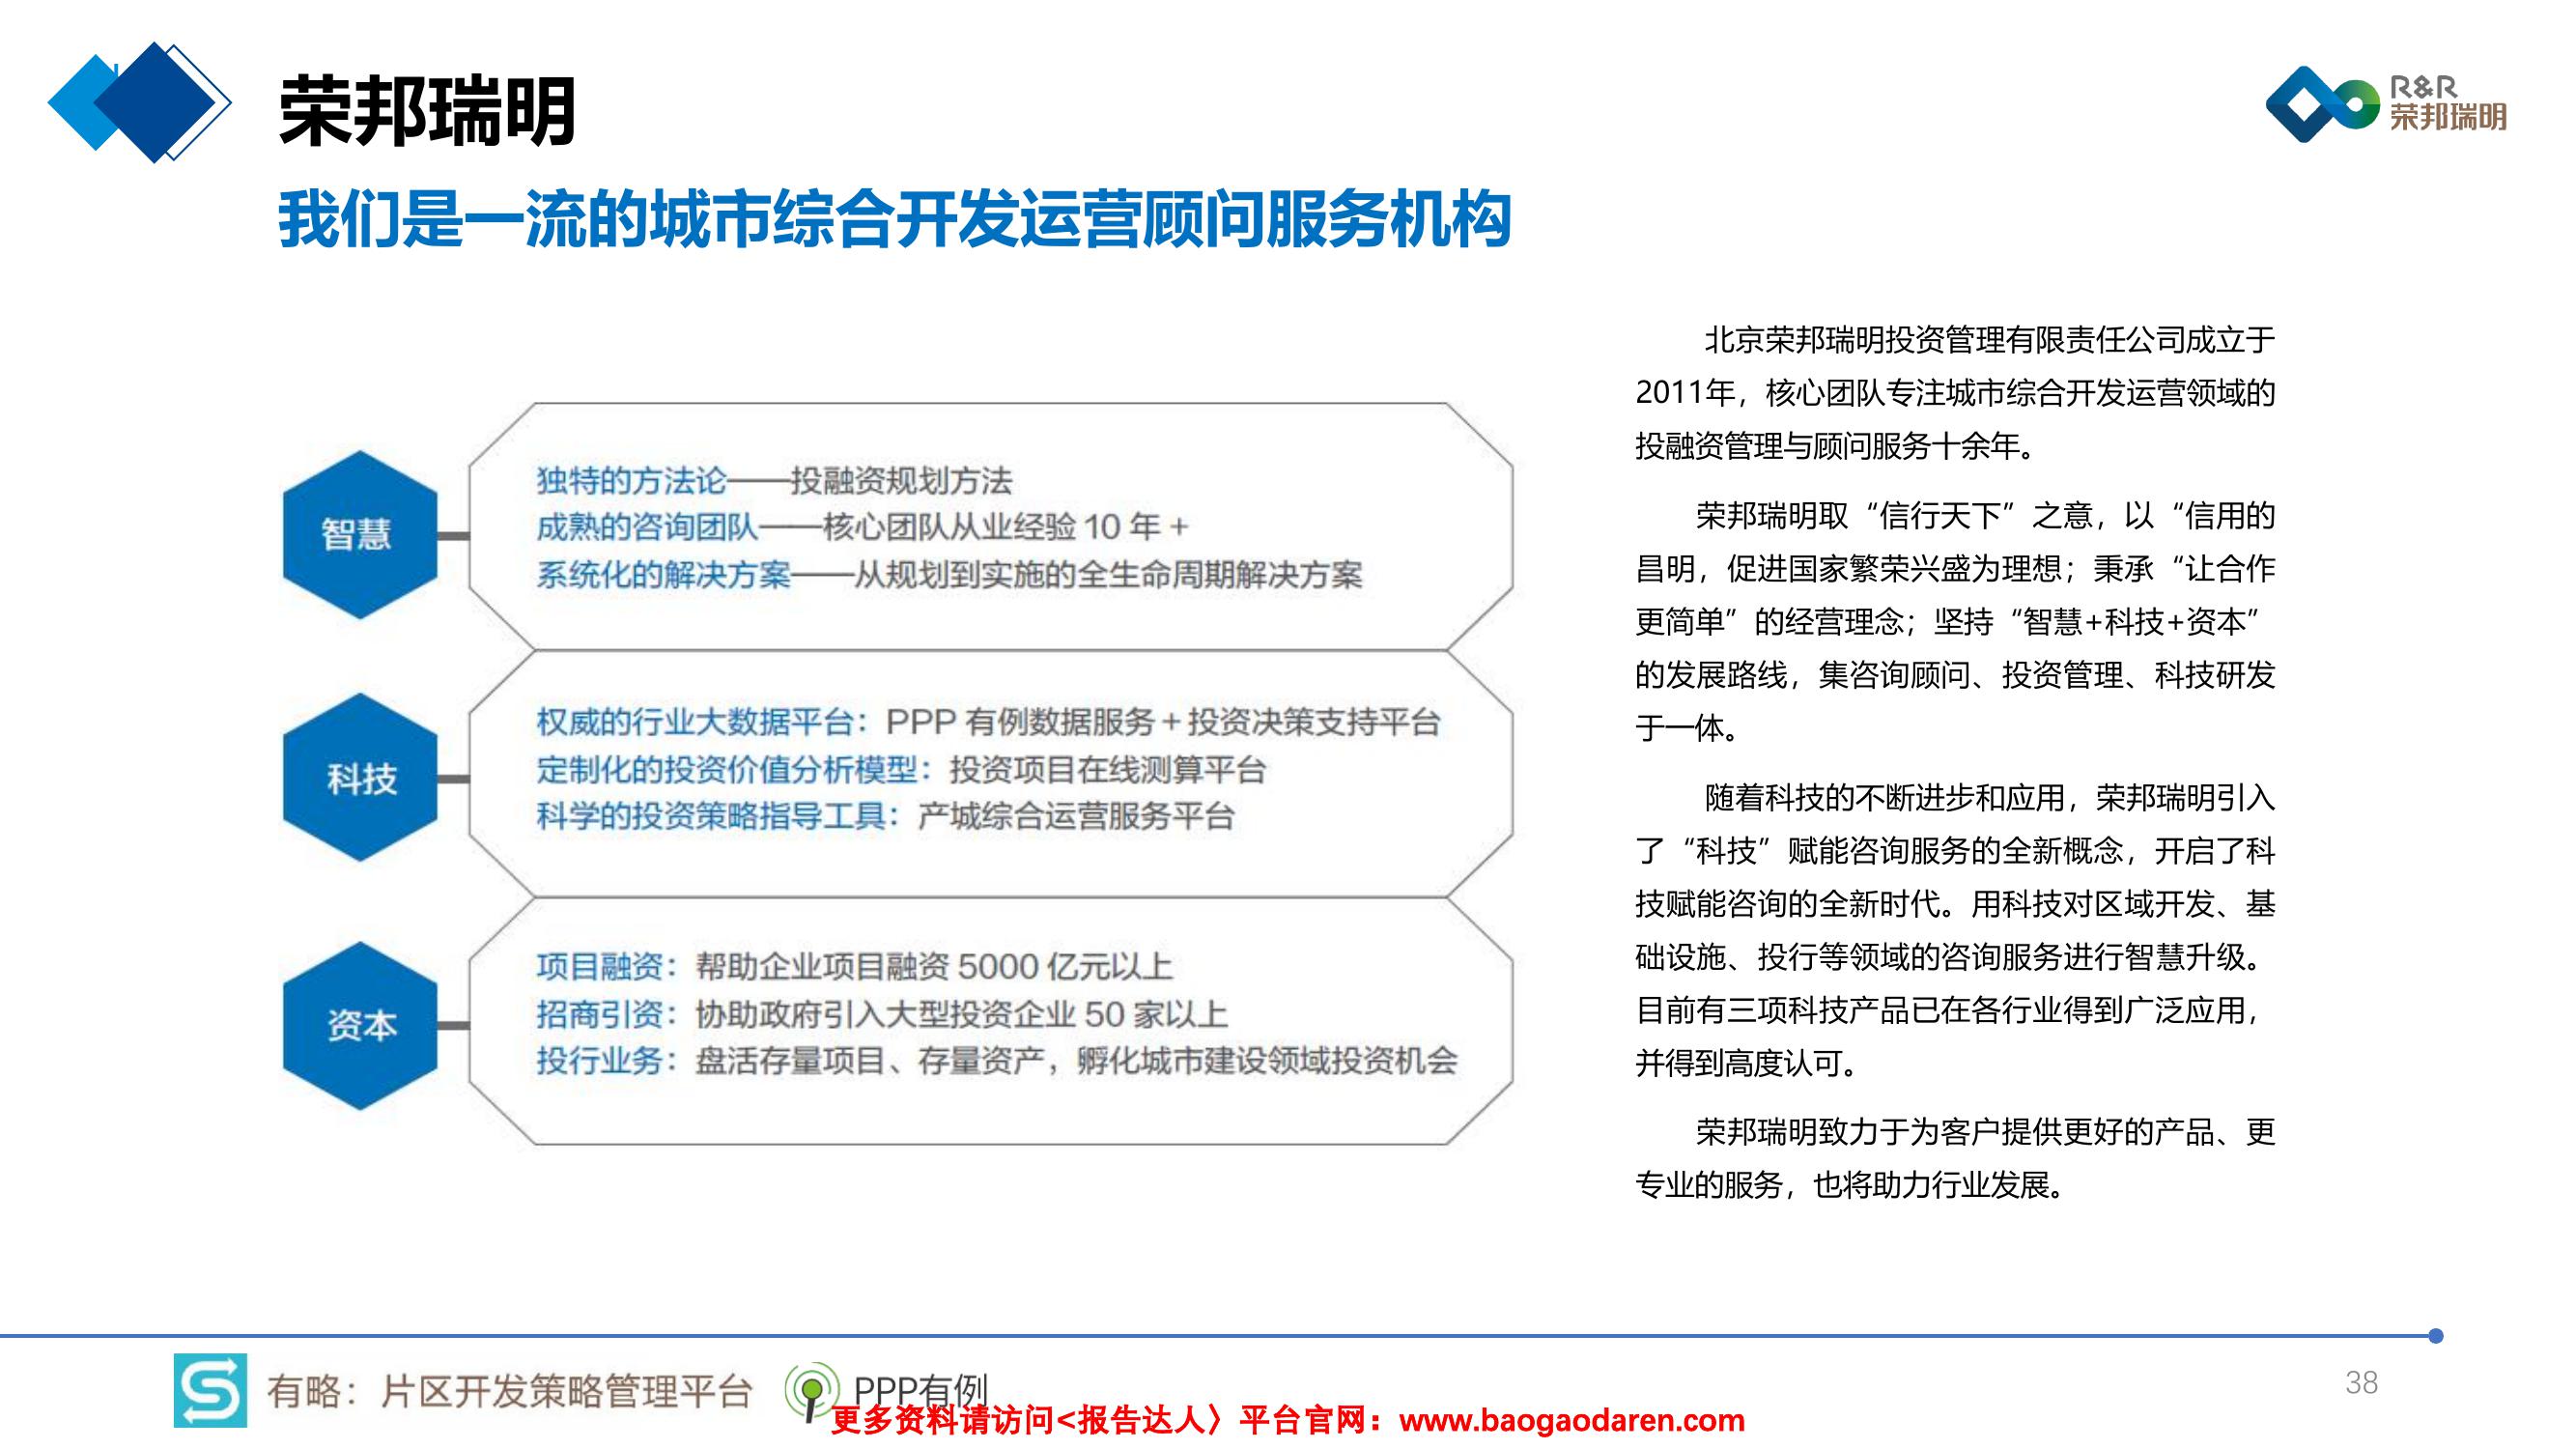 荣邦瑞明
R&R
荣邦瑞明
我们是一流的城市综合开发运营顾问服务机构
智慧
独特的方法论——投融资规划方法
成熟的咨询团队——核心团队从业经验 10 年 +
系统化的解决方案——从规划到实施的全生命周期解决方案
科技
权威的行业大数据平台：PPP 有例数据服务 + 投资决策支持平台
定制化的投资价值分析模型：投资项目在线测算平台
科学的投资策略指导工具：产城综合运营服务平台
资本
项目融资：帮助企业项目融资 5000 亿元以上
招商引资：协助政府引入大型投资企业 50 家以上
投行业务：盘活存量项目、存量资产，孵化城市建设领域投资机会
北京荣邦瑞明投资管理有限责任公司成立于
2011年，核心团队专注城市综合开发运营领域的
投融资管理与顾问服务十余年。
荣邦瑞明取“信行天下”之意，以“信用的
昌明，促进国家繁荣兴盛为理想；秉承“让合作
更简单”的经营理念；坚持“智慧+科技+资本”
的发展路线，集咨询顾问、投资管理、科技研发
于一体。
随着科技的不断进步和应用，荣邦瑞明引入
了“科技”赋能咨询服务的全新概念，开启了科
技赋能咨询的全新时代。用科技对区域开发、基
础设施、投行等领域的咨询服务进行智慧升级。
目前有三项科技产品已在各行业得到广泛应用，
并得到高度认可。
荣邦瑞明致力于为客户提供更好的产品、更
专业的服务，也将助力行业发展。
有略：片区开发策略管理平台
PPP有例
38
更多资料请访问<报告达人〉平台官网：www.baogaodaren.com